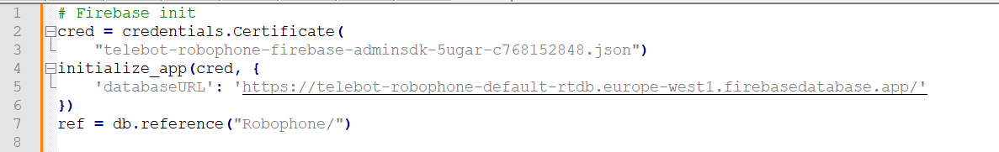 1 # Firebase init
2 cred = credentials.Certificate(
3 "telebot-robophone-firebase-adminsdk-5ugar-c768152848.json")
4 initialize_app(cred, {
5 'databaseURL': 'https://telebot-robophone-default-rtdb.europe-west1.firebasedatabase.app/'
6 })
7 ref = db.reference("Robophone/")
8